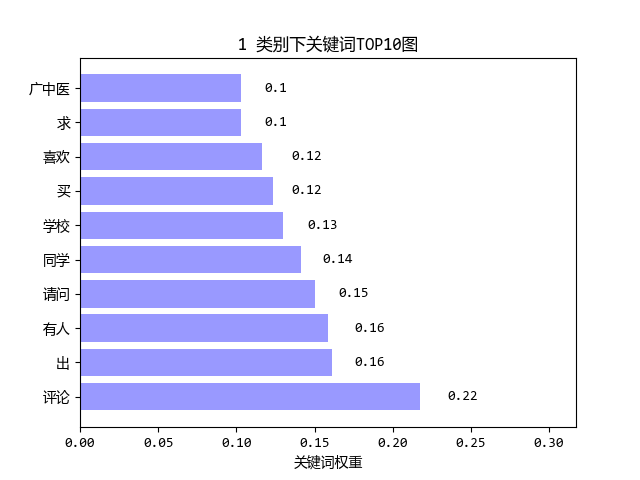 1 类别下关键词TOP10图
广中医 0.1
求 0.1
喜欢 0.12
买 0.12
学校 0.13
同学 0.14
请问 0.15
有人 0.16
出 0.16
评论 0.22
0.00 0.05 0.10 0.15 0.20 0.25 0.30
关键词权重